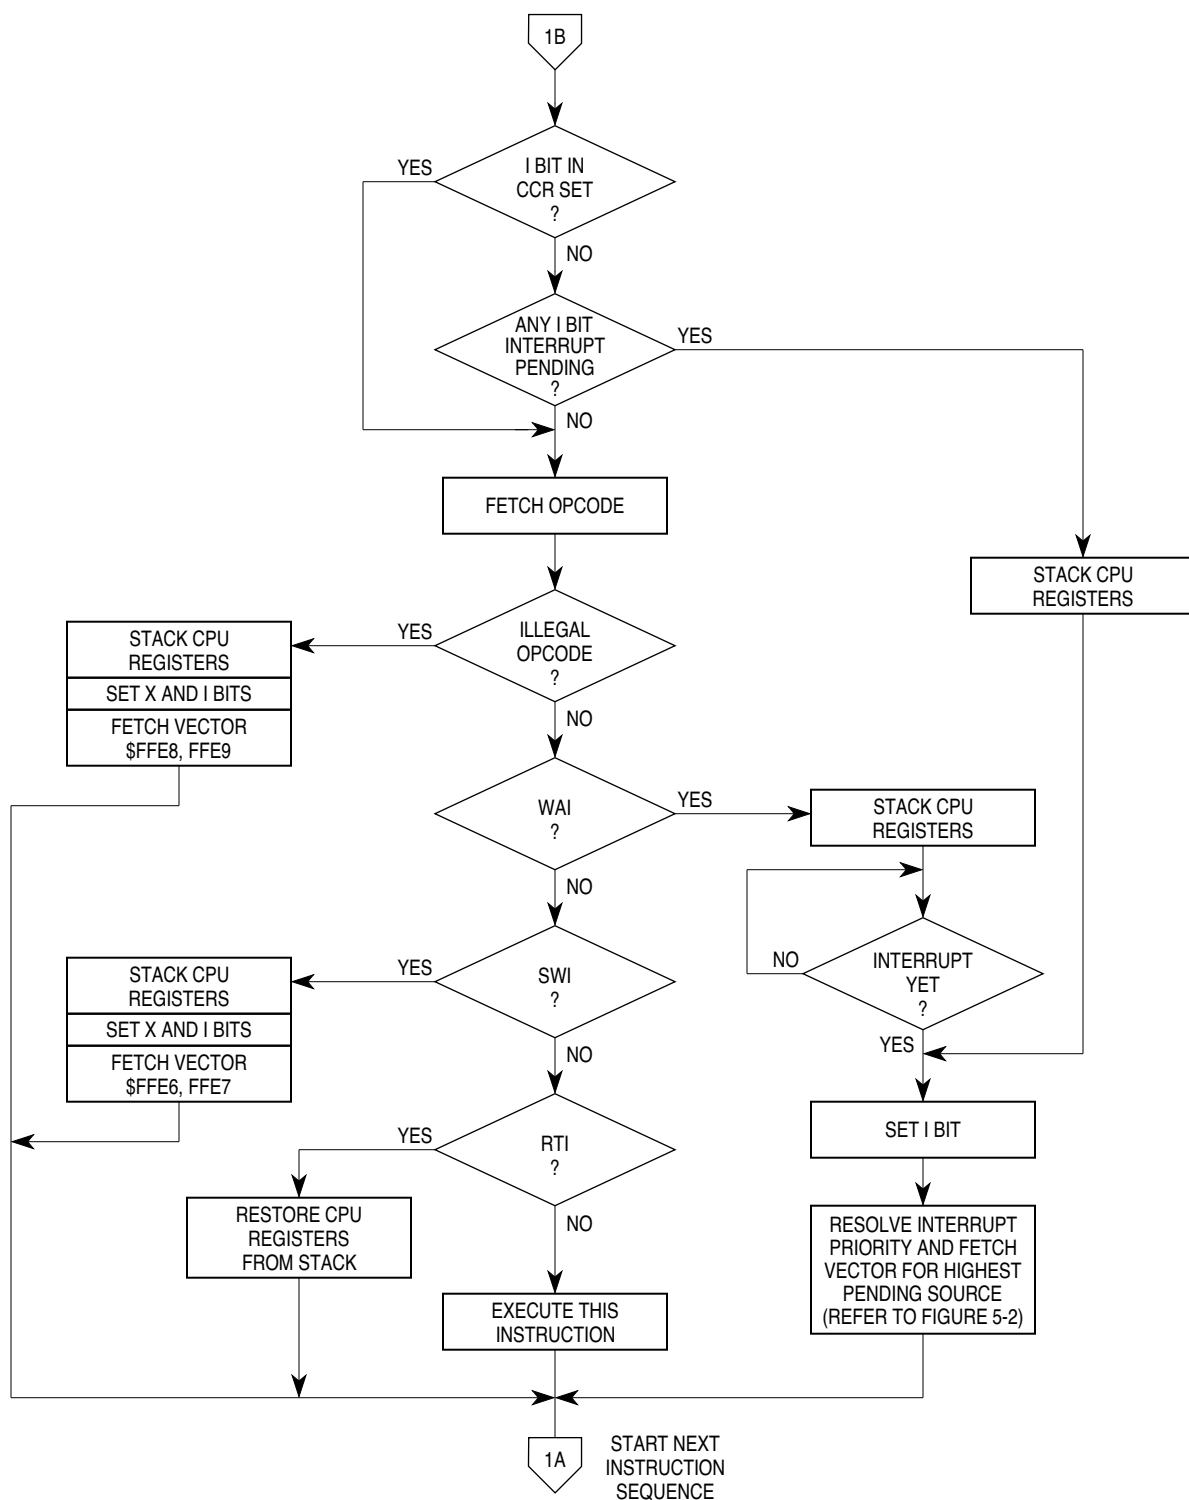 1B
I BIT IN
CCR SET
?
YES
NO
ANY I BIT
INTERRUPT
PENDING
?
YES
NO
FETCH OPCODE
STACK CPU
REGISTERS
ILLEGAL
OPCODE
?
YES
NO
STACK CPU
REGISTERS
SET X AND I BITS
FETCH VECTOR
$FFE8, FFE9
WAI
?
YES
NO
STACK CPU
REGISTERS
INTERRUPT
YET
?
NO
YES
SWI
?
YES
NO
STACK CPU
REGISTERS
SET X AND I BITS
FETCH VECTOR
$FFE6, FFE7
SET I BIT
RTI
?
YES
NO
RESTORE CPU
REGISTERS
FROM STACK
RESOLVE INTERRUPT
PRIORITY AND FETCH
VECTOR FOR HIGHEST
PENDING SOURCE
(REFER TO FIGURE 5-2)
EXECUTE THIS
INSTRUCTION
1A
START NEXT
INSTRUCTION
SEQUENCE